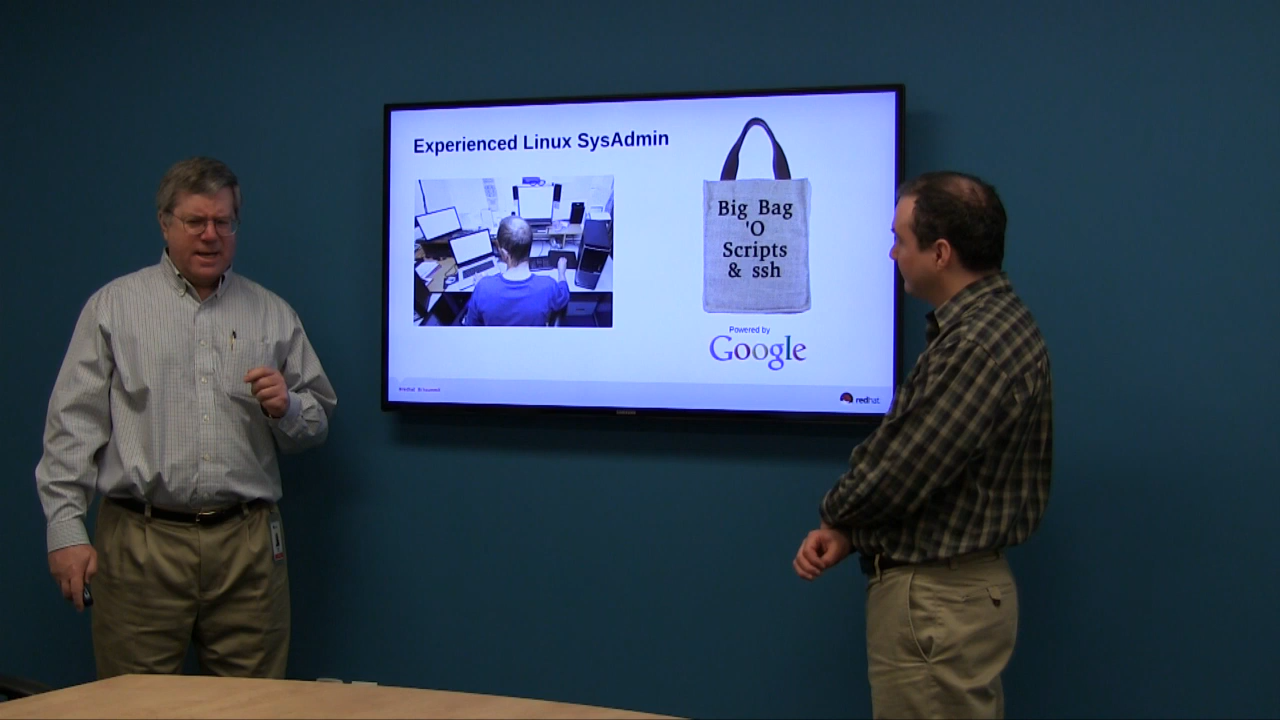 Experienced Linux SysAdmin
Big Bag
'O
Scripts
& ssh
Powered by
Google
redhat.